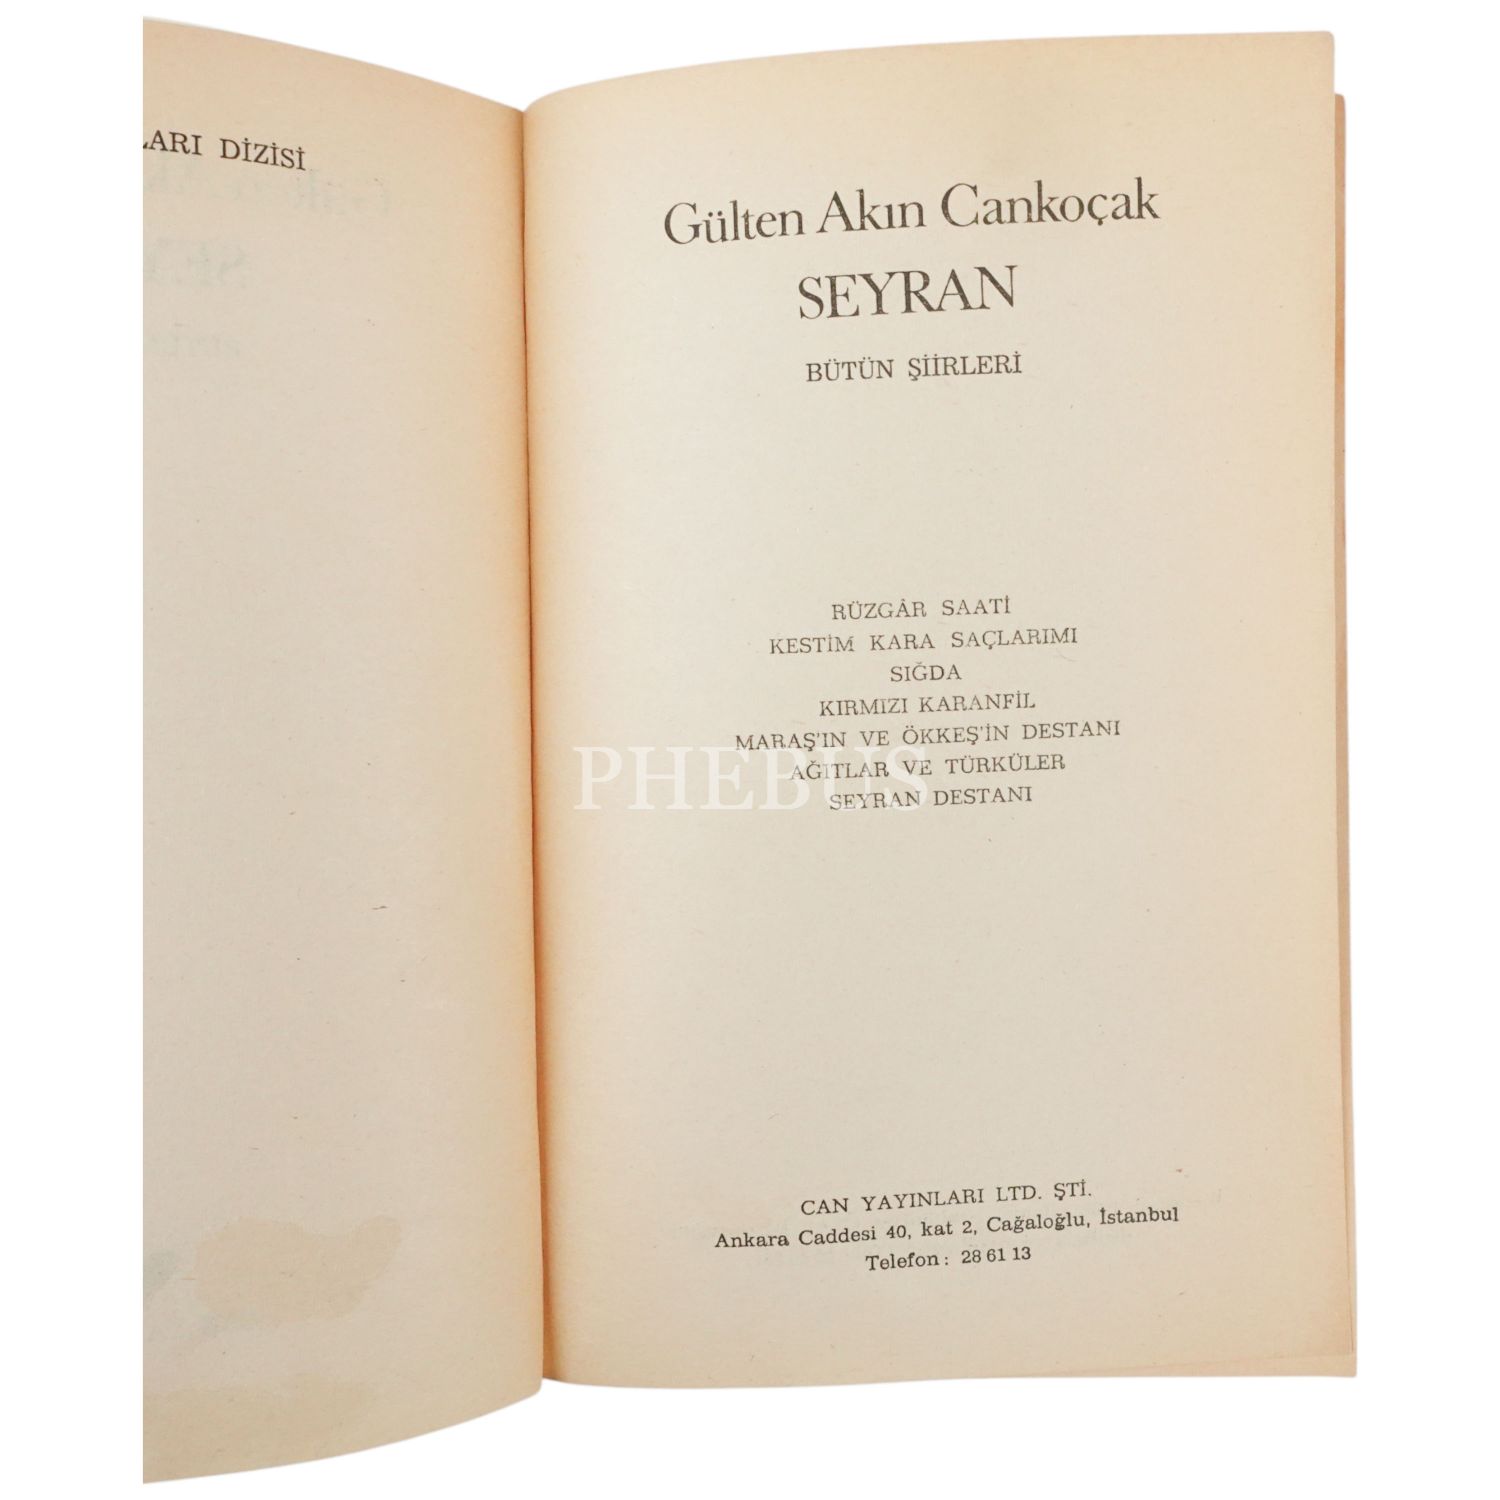 LARI DİZİSİ
Gülten Akın Cankoçak
SEYRAN
BÜTÜN ŞİİRLERİ
RÜZGÂR SAATİ
KESTİM KARA SAÇLARIMI
SIĞDA
KIRMIZI KARANFİL
MARAŞ'IN VE ÖKKEŞ'İN DESTANI
AĞITLAR VE TÜRKÜLER
SEYRAN DESTANI
PHEBUS
CAN YAYINLARI LTD. ŞTİ.
Ankara Caddesi 40, kat 2, Cağaloğlu, İstanbul
Telefon: 28 61 13